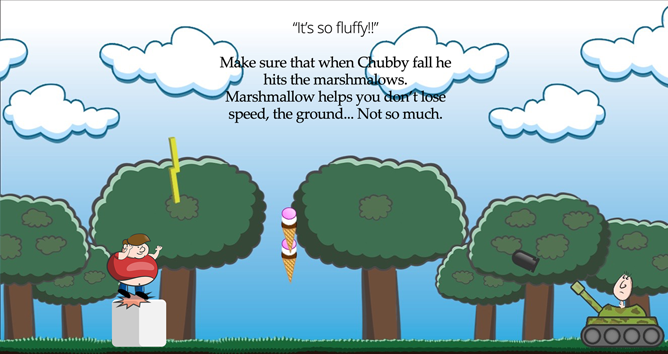 “It’s so fluffy!!”
Make sure that when Chubby fall he
hits the marshmalows.
Marshmallow helps you don't lose
speed, the ground... Not so much.